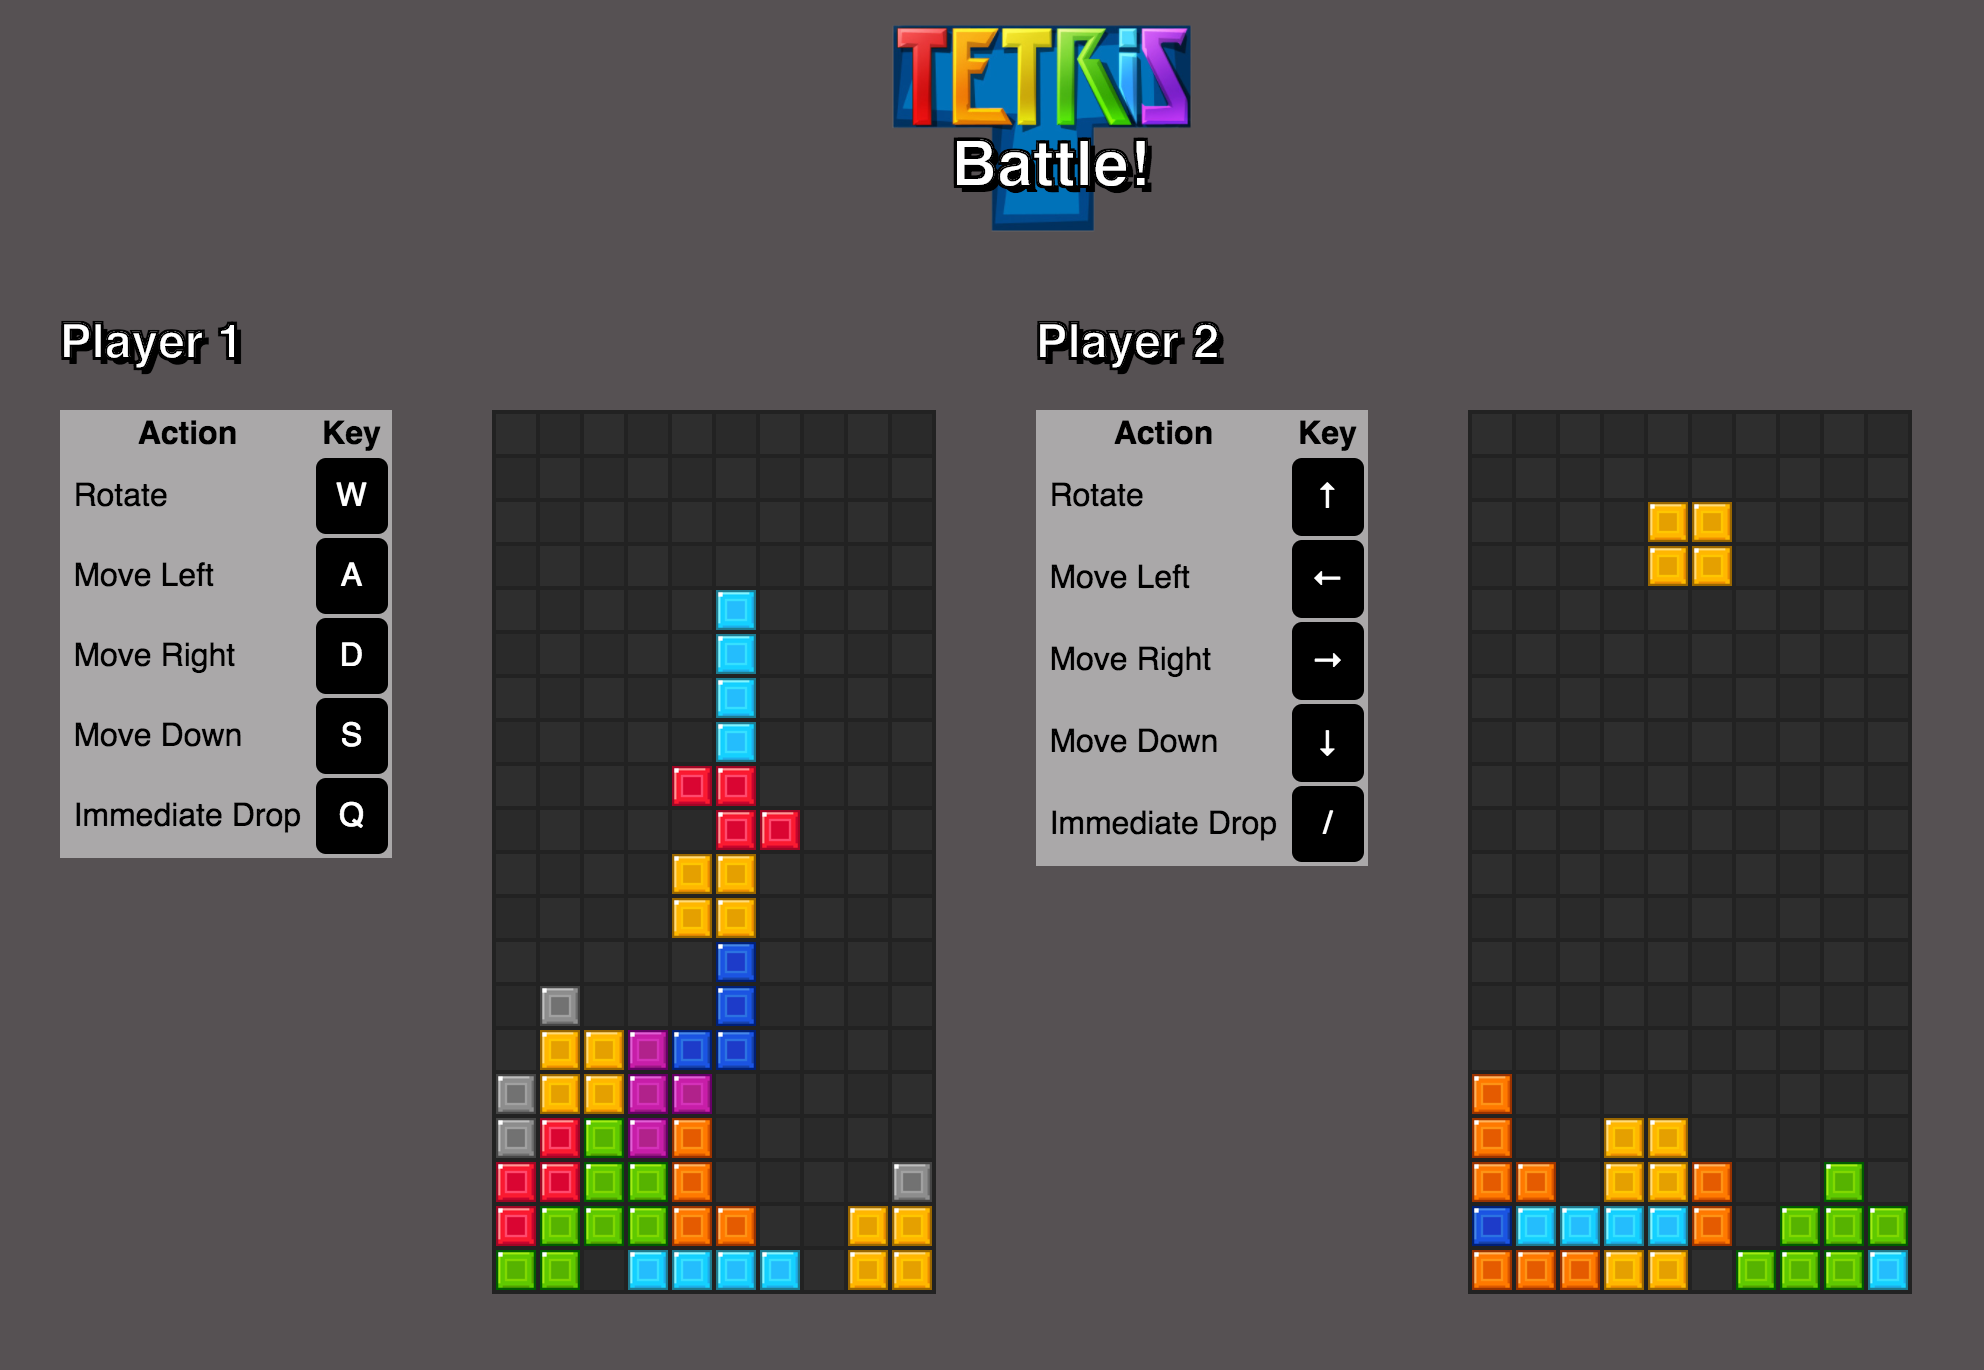 TETRiS
Battle!
Player 1
Action Key
Rotate W
Move Left A
Move Right D
Move Down S
Immediate Drop Q
Player 2
Action Key
Rotate ↑
Move Left ←
Move Right →
Move Down ↓
Immediate Drop /